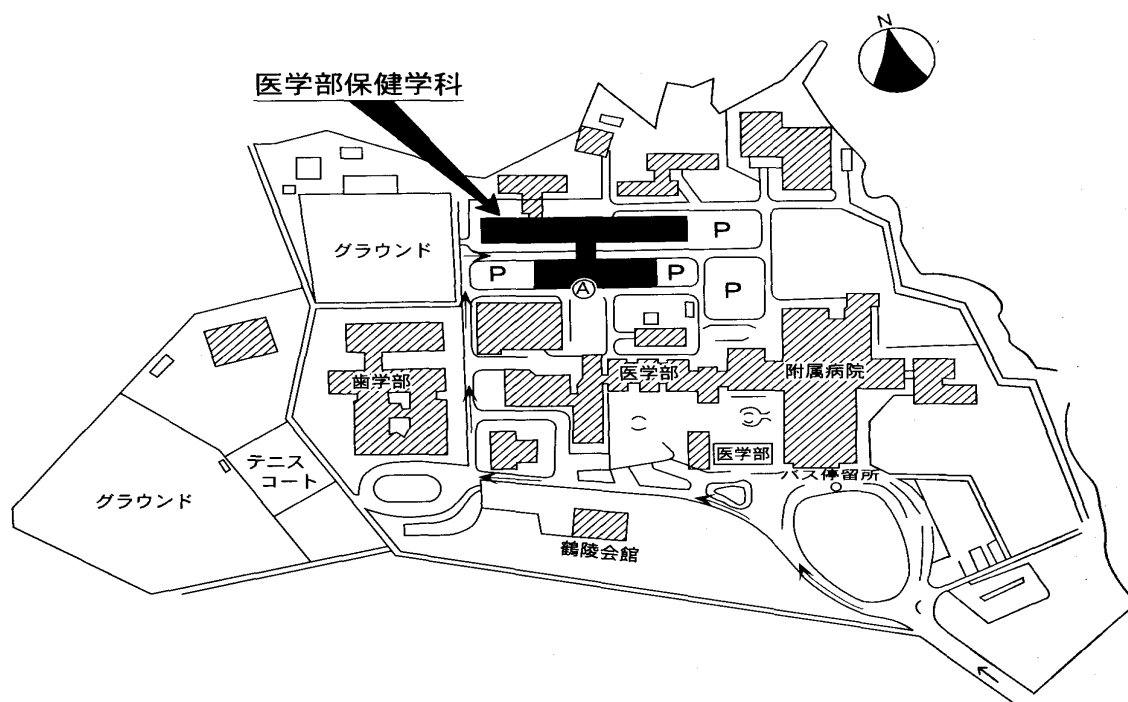 N
医学部保健学科
グラウンド
P
P
P
P
A
歯学部
医学部
附属病院
テニス
コート
グラウンド
医学部
バス停留所
鶴陵会館